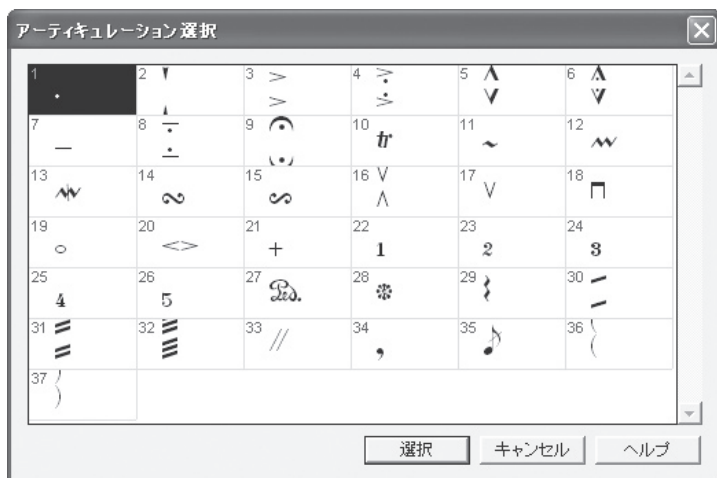 アーティキュレーション選択
1 2 3 4 5 6
7 8 9 10 tr 11 12
13 14 15 16 17 18
19 20 21 + 22 1 23 2 24 3
25 4 26 5 27 Ped. 28 29 30
31 32 33 // 34 , 35 36
37
選択 キャンセル ヘルプ